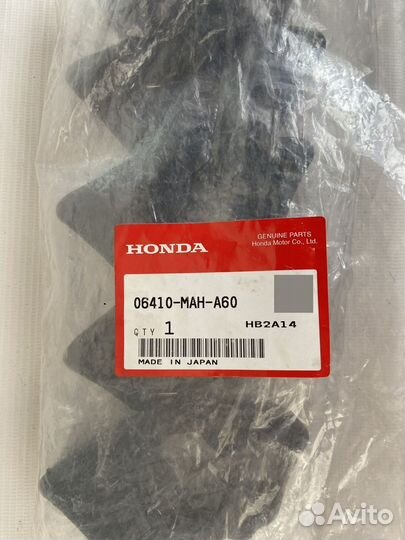 GENUINE PARTS
HONDA
Honda Motor Co., Ltd.
06410-MAH-A60
QTY 1
HB2A14
MADE IN JAPAN
Avito